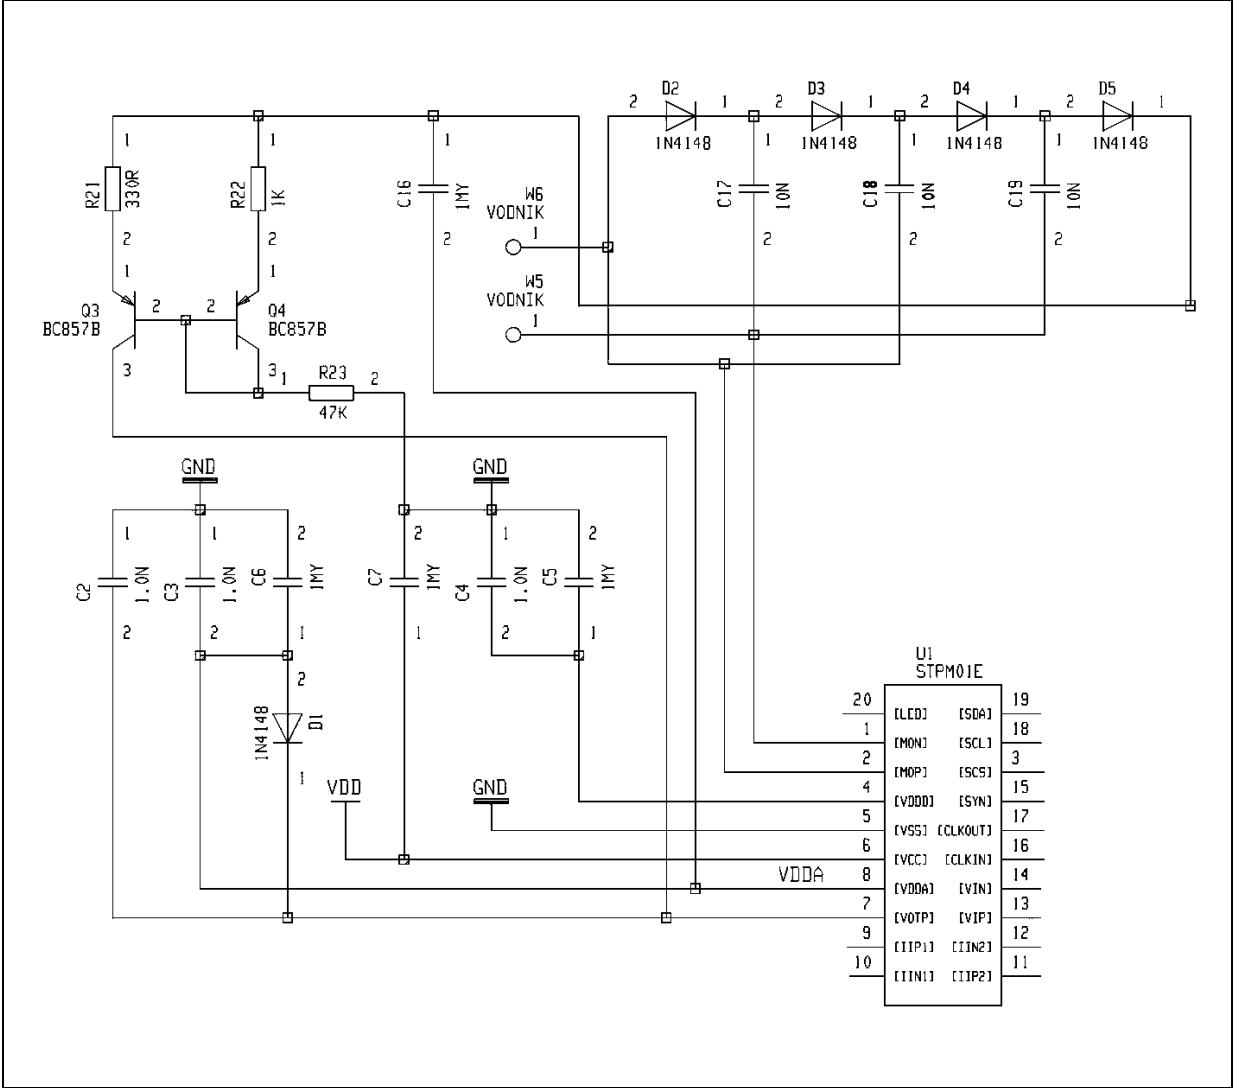 D2 D3 D4 D5
2 1 2 1 2 1 2 1
1N4148 1N4148 1N4148 1N4148
1 1 1 1 1 1
R21 330R R22 1K C16 1MY C17 10N C18 10N C19 10N
W6
VODNIK
1
2 2 2 2 2 2
1 1
W5
VODNIK
1
Q3 2 2 Q4
BC857B BC857B
3 3
1 R23 2
47K
GND GND
1 1 2 2 1 2
C2 1.0N C3 1.0N C6 1MY C7 1MY C4 1.0N C5 1MY
2 2 1 1 2 1
2
1N4148 D1
1
VDD GND
VDDA
U1
STPM01E
20 [LED] [SDA] 19
1 [MON] [SCL] 18
2 [MOP] [SCS] 3
4 [VDDD] [SYN] 15
5 [VSS] [CLKOUT] 17
6 [VCC] [CLKIN] 16
8 [VDDA] [VIN] 14
7 [VOTP] [VIP] 13
9 [IIP1] [IIN2] 12
10 [IIN1] [IIP2] 11